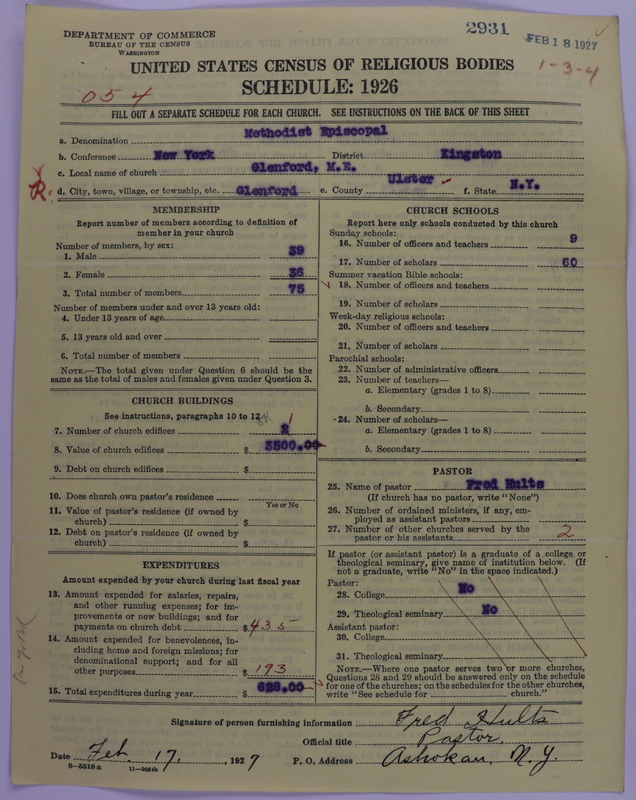 DEPARTMENT OF COMMERCE
BUREAU OF THE CENSUS
WASHINGTON
2931 FEB 18 1927
UNITED STATES CENSUS OF RELIGIOUS BODIES
1-3-4
SCHEDULE: 1926
054
FILL OUT A SEPARATE SCHEDULE FOR EACH CHURCH. SEE INSTRUCTIONS ON THE BACK OF THIS SHEET
a. Denomination Methodist Episcopal
b. Conference New York District Kingston
c. Local name of church Glenford, M.E.
R. d. City, town, village, or township, etc. Glenford e. County Ulster ✓ f. State N.Y.
MEMBERSHIP
Report number of members according to definition of
member in your church
Number of members, by sex:
1. Male 39
2. Female 36
3. Total number of members 75
Number of members under and over 13 years old:
4. Under 13 years of age
5. 13 years old and over
6. Total number of members
NOTE.—The total given under Question 6 should be
same as the total of males and females given under Question 3.
CHURCH BUILDINGS
See instructions, paragraphs 10 to 12
7. Number of church edifices 2 1
8. Value of church edifices $ 3500.00
9. Debt on church edifices $
10. Does church own pastor's residence
Yes or No
11. Value of pastor's residence (if owned by
church) $
12. Debt on pastor's residence (if owned by
church) $
EXPENDITURES
Amount expended by your church during last fiscal year
13. Amount expended for salaries, repairs,
and other running expenses; for im-
provements or new buildings; and for
payments on church debt $ 435
14. Amount expended for benevolences, in-
cluding home and foreign missions; for
denominational support; and for all
other purposes $ 193
15. Total expenditures during year $ 628.00
CHURCH SCHOOLS
Report here only schools conducted by this church
Sunday schools:
16. Number of officers and teachers 9
17. Number of scholars 60
Summer vacation Bible schools:
✓ 18. Number of officers and teachers
19. Number of scholars
Week-day religious schools:
20. Number of officers and teachers
21. Number of scholars
Parochial schools:
22. Number of administrative officers
23. Number of teachers—
a. Elementary (grades 1 to 8)
b. Secondary
24. Number of scholars—
a. Elementary (grades 1 to 8)
b. Secondary
PASTOR
25. Name of pastor Fred Hults
(If church has no pastor, write "None")
26. Number of ordained ministers, if any, em-
ployed as assistant pastors
27. Number of other churches served by the
pastor or his assistants 2
If pastor (or assistant pastor) is a graduate of a college or
theological seminary, give name of institution below. (If
not a graduate, write "No" in the space indicated.)
Pastor:
28. College No
29. Theological seminary No
Assistant pastor:
30. College
31. Theological seminary
NOTE.—Where one pastor serves two or more churches,
Questions 28 and 29 should be answered only on the schedule
for one of the churches; on the schedules for the other churches,
write "See schedule for church."
Signature of person furnishing information Fred Hults
Official title Pastor.
Date Feb. 17, , 1927 P. O. Address Ashokan, N.Y.
8—5518 a 11—9554b